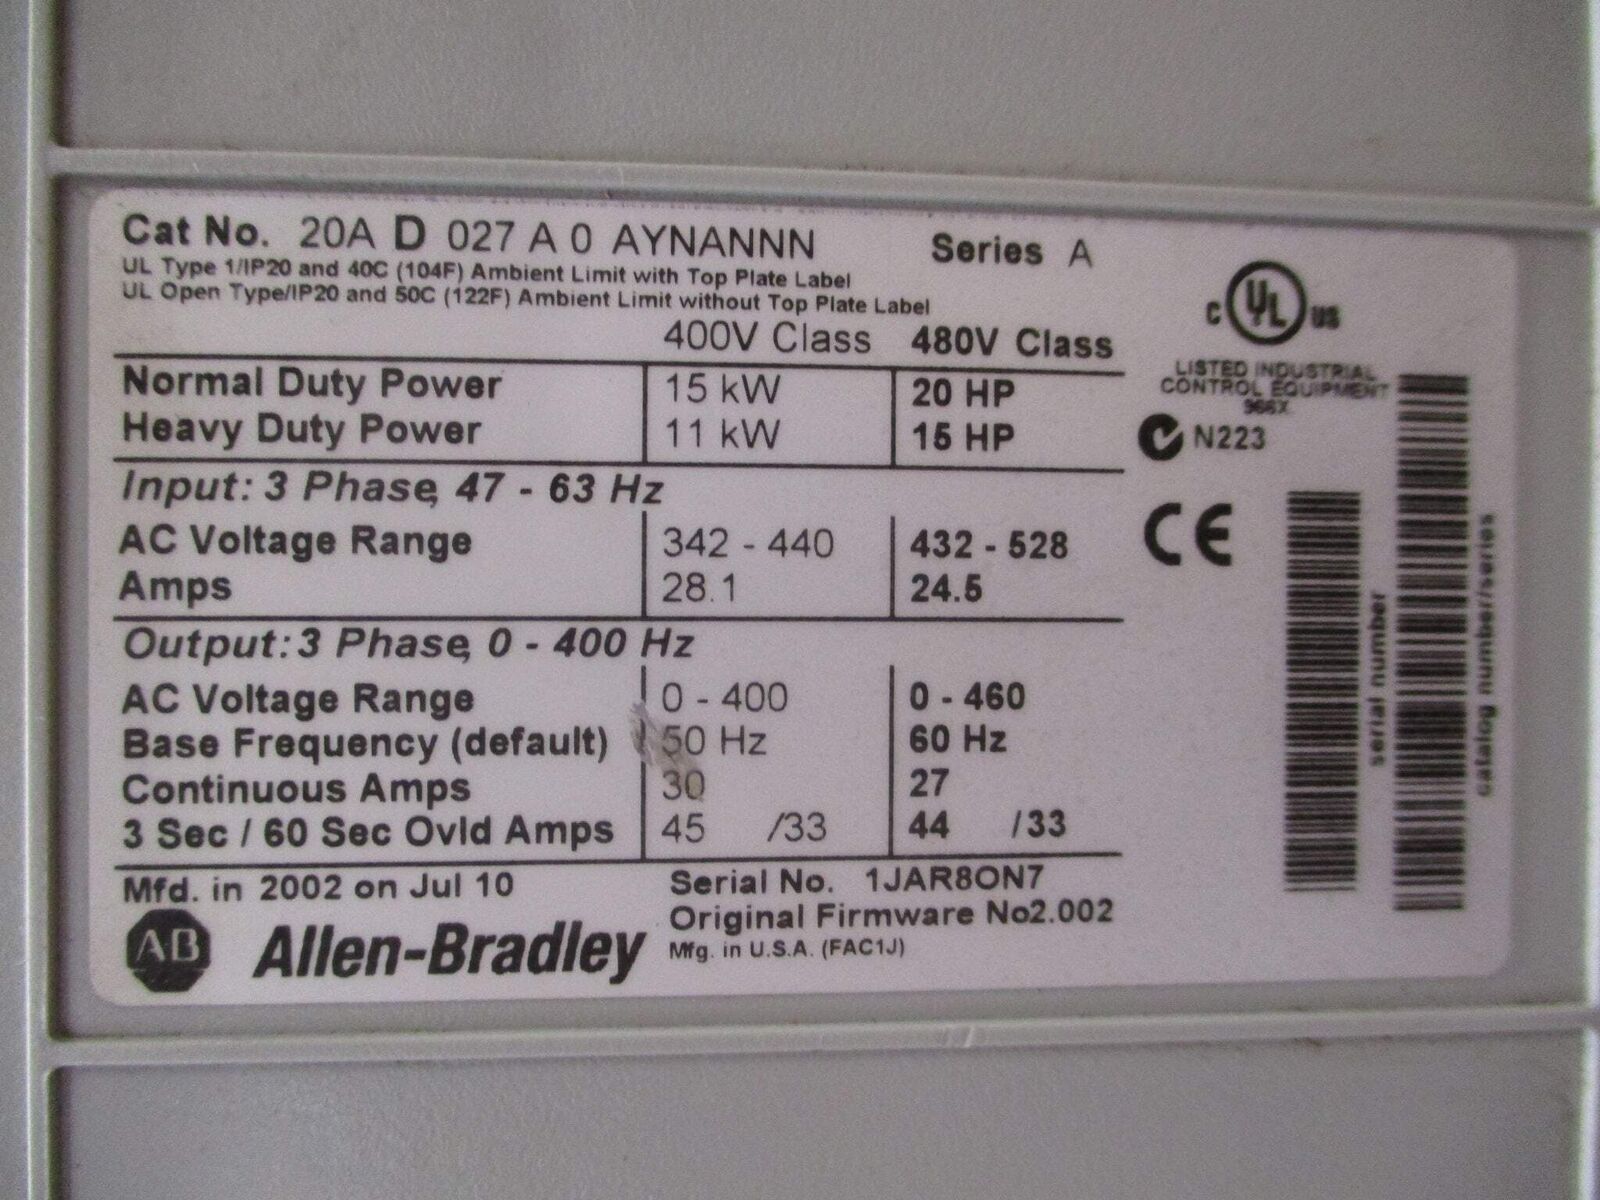 Cat No. 20A D 027 A 0 AYNANNN Series A
UL Type 1/IP20 and 40C (104F) Ambient Limit with Top Plate Label
UL Open Type/IP20 and 50C (122F) Ambient Limit without Top Plate Label
400V Class 480V Class
Normal Duty Power 15 kW 20 HP
Heavy Duty Power 11 kW 15 HP
Input: 3 Phase, 47 - 63 Hz
AC Voltage Range 342 - 440 432 - 528
Amps 28.1 24.5
Output: 3 Phase, 0 - 400 Hz
AC Voltage Range 0 - 400 0 - 460
Base Frequency (default) 50 Hz 60 Hz
Continuous Amps 30 27
3 Sec / 60 Sec Ovld Amps 45 /33 44 /33
Mfd. in 2002 on Jul 10 Serial No. 1JAR8ON7
Original Firmware No2.002
AB Allen-Bradley Mfg. in U.S.A. (FAC1J)
C UL US
LISTED INDUSTRIAL
CONTROL EQUIPMENT
966X
N223
CE
serial number
catalog number/series